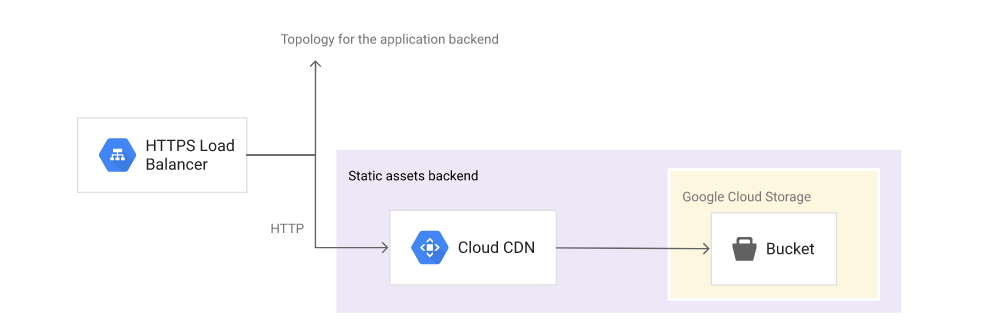 Topology for the application backend
HTTPS Load
Balancer
Static assets backend
Google Cloud Storage
HTTP
Cloud CDN
Bucket